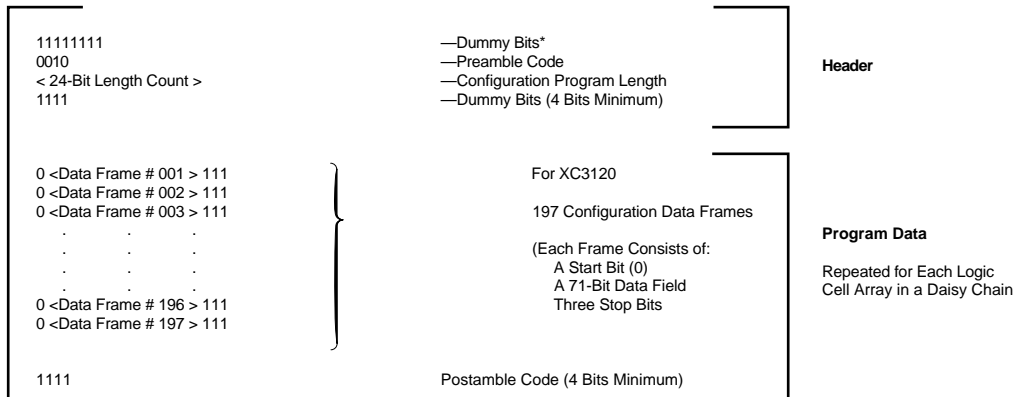 11111111 —Dummy Bits*
0010 —Preamble Code
< 24-Bit Length Count > —Configuration Program Length
1111 —Dummy Bits (4 Bits Minimum)
Header
0 <Data Frame # 001 > 111 For XC3120
0 <Data Frame # 002 > 111
0 <Data Frame # 003 > 111 197 Configuration Data Frames
. . .
. . . (Each Frame Consists of:
. . . A Start Bit (0)
. . . A 71-Bit Data Field
0 <Data Frame # 196 > 111 Three Stop Bits
0 <Data Frame # 197 > 111
Program Data
Repeated for Each Logic
Cell Array in a Daisy Chain
1111 Postamble Code (4 Bits Minimum)